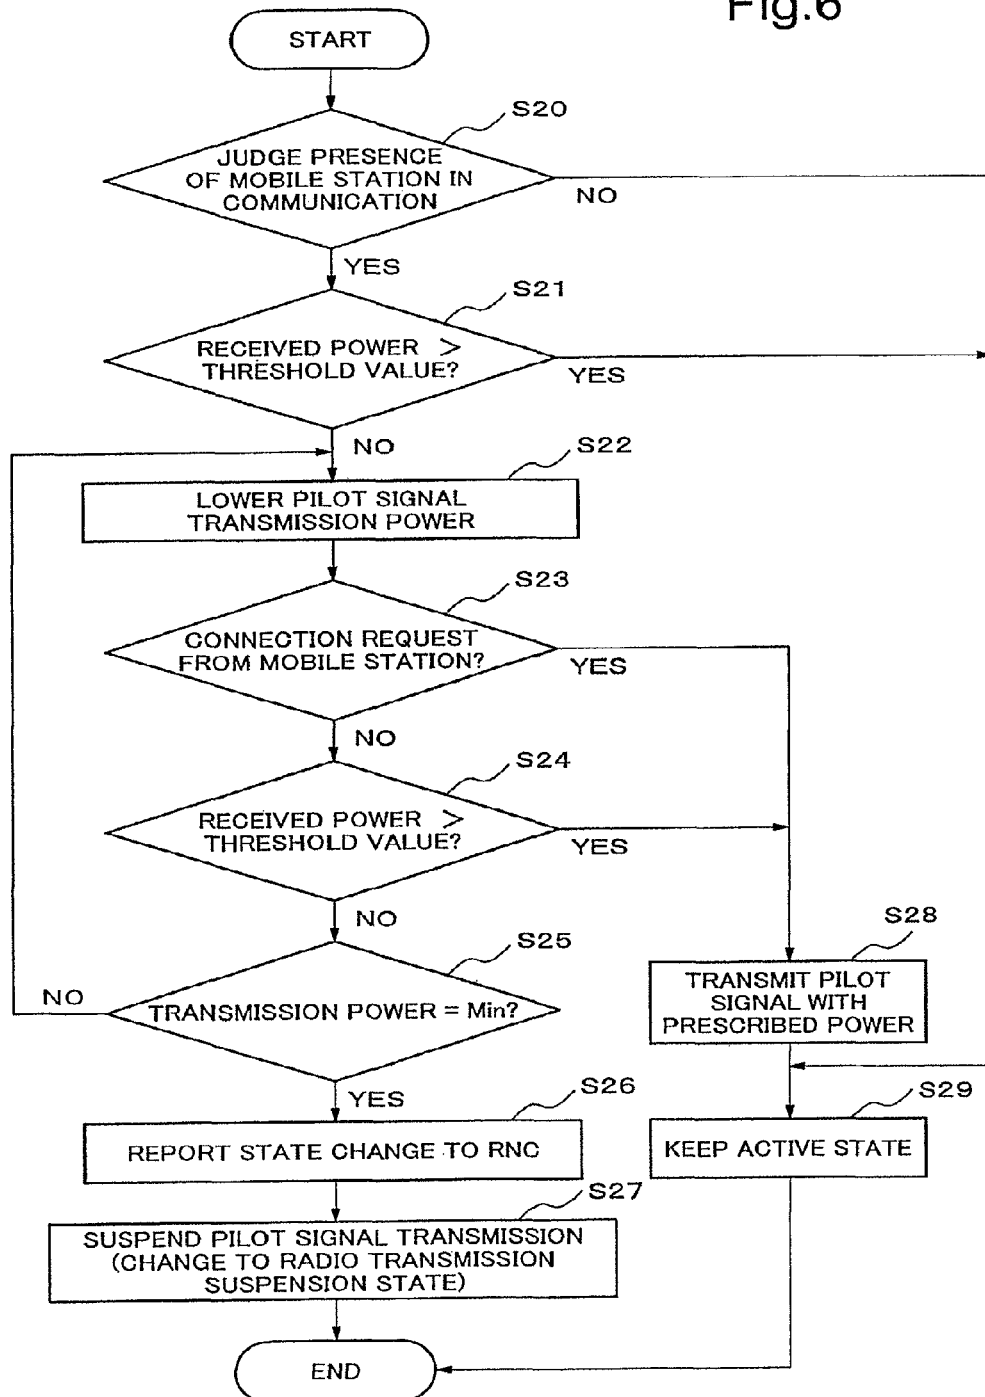 Fig.6
START
S20
JUDGE PRESENCE
OF MOBILE STATION IN
COMMUNICATION
NO
YES
S21
RECEIVED POWER >
THRESHOLD VALUE?
YES
NO
S22
LOWER PILOT SIGNAL
TRANSMISSION POWER
S23
CONNECTION REQUEST
FROM MOBILE STATION?
YES
NO
S24
RECEIVED POWER >
THRESHOLD VALUE?
YES
NO
S25
NO
TRANSMISSION POWER = Min?
S28
TRANSMIT PILOT
SIGNAL WITH
PRESCRIBED POWER
YES
S26
REPORT STATE CHANGE TO RNC
S29
KEEP ACTIVE STATE
S27
SUSPEND PILOT SIGNAL TRANSMISSION
(CHANGE TO RADIO TRANSMISSION
SUSPENSION STATE)
END